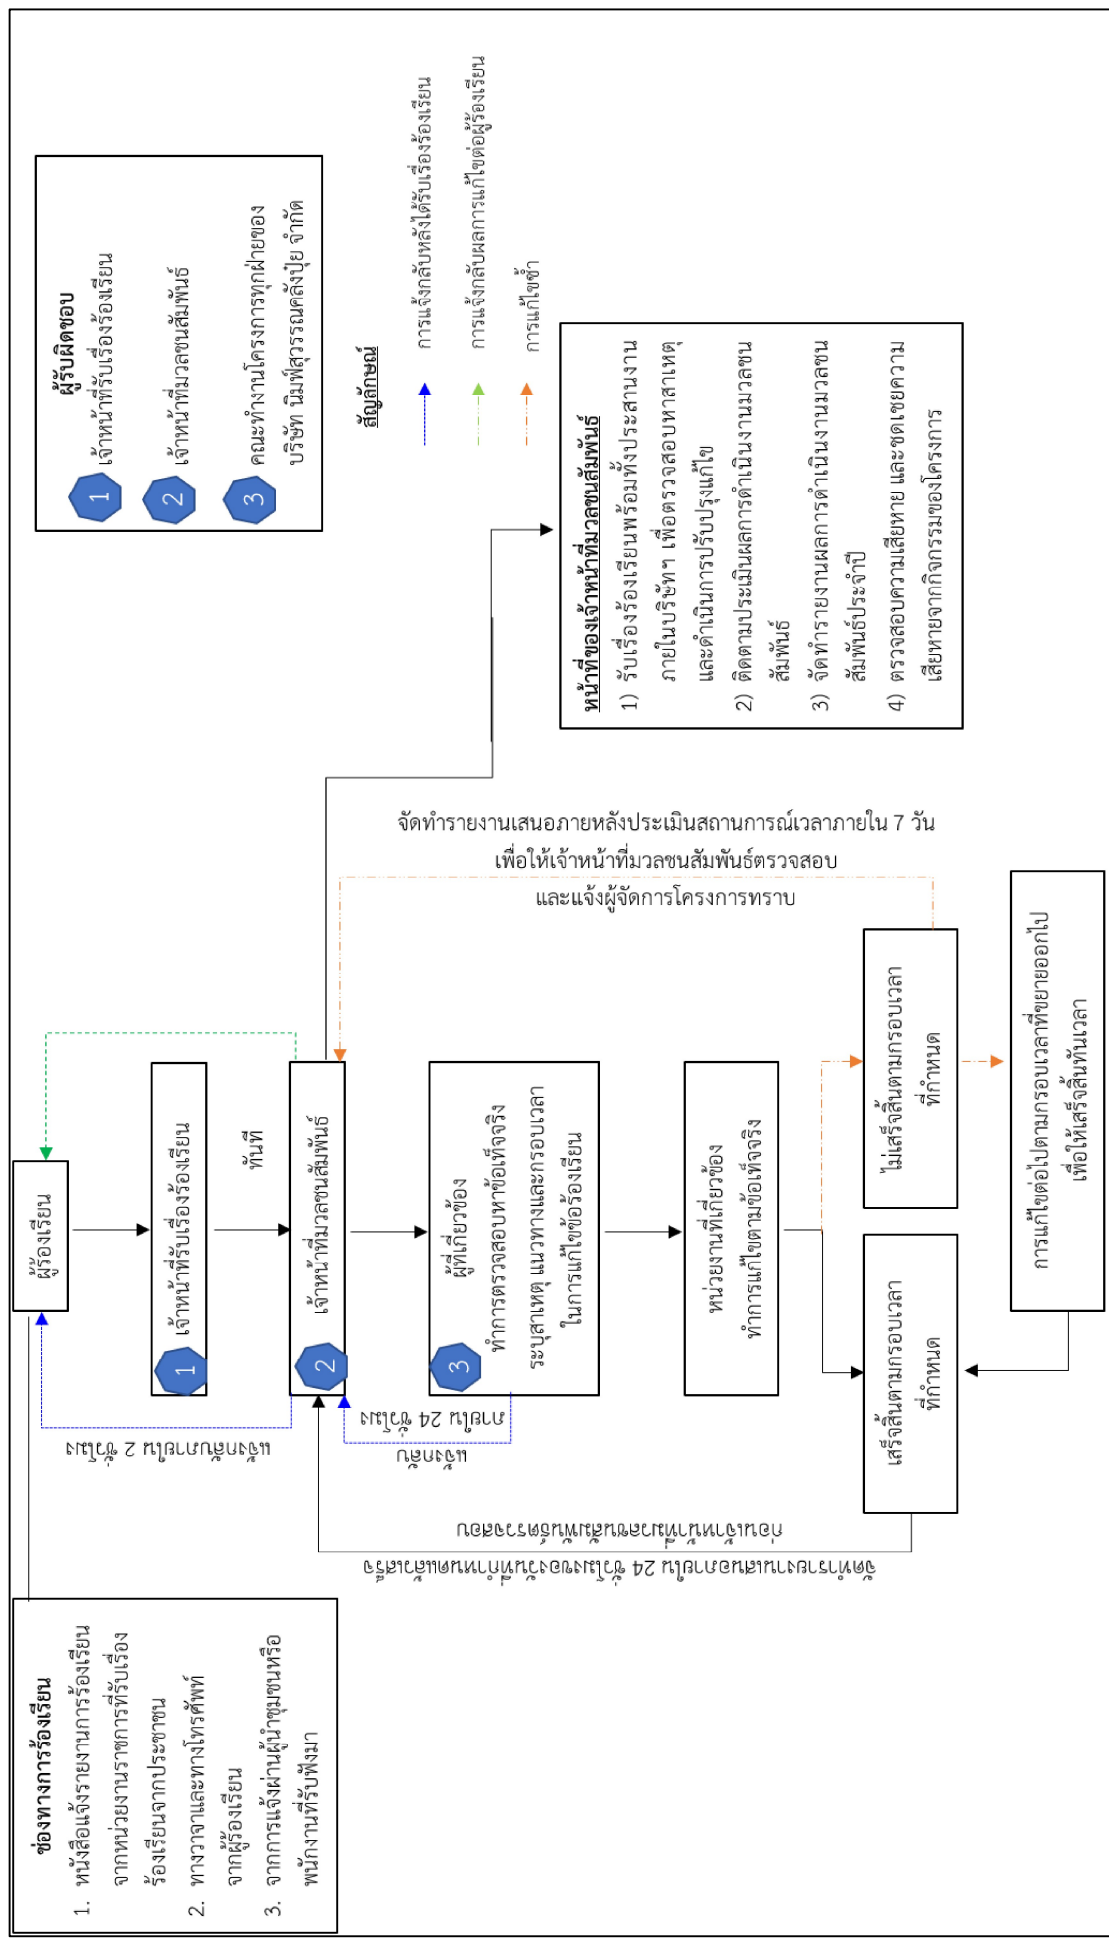 ช่องทางการร้องเรียน
1. หนังสือแจ้งรายงานการร้องเรียน
จากหน่วยงานราชการที่รับเรื่อง
ร้องเรียนจากประชาชน
2. ทางวาจาและทางโทรศัพท์
จากผู้ร้องเรียน
3. จากการแจ้งผ่านผู้นำชุมชนหรือ
พนักงานที่รับฟังมา
ผู้ร้องเรียน
แจ้งกลับภายใน 2 ชั่วโมง
1
เจ้าหน้าที่รับเรื่องร้องเรียน
ทันที
2
เจ้าหน้าที่มวลชนสัมพันธ์
แจ้งกลับ
ภายใน 24 ชั่วโมง
3
ผู้ที่เกี่ยวข้อง
ทำการตรวจสอบหาข้อเท็จจริง
ระบุสาเหตุ แนวทางและกรอบเวลา
ในการแก้ไขข้อร้องเรียน
หน่วยงานที่เกี่ยวข้อง
ทำการแก้ไขตามข้อเท็จจริง
จัดทำรายงานเสนอภายใน 24 ชั่วโมงของวันที่กำหนดแล้วเสร็จ
ก่อนเจ้าหน้าที่มวลชนสัมพันธ์ตรวจสอบ
เสร็จสิ้นตามกรอบเวลา
ที่กำหนด
ไม่เสร็จสิ้นตามกรอบเวลา
ที่กำหนด
การแก้ไขต่อไปตามกรอบเวลาที่ขยายออกไป
เพื่อให้เสร็จสิ้นทันเวลา
จัดทำรายงานเสนอภายหลังประเมินสถานการณ์เวลาภายใน 7 วัน
เพื่อให้เจ้าหน้าที่มวลชนสัมพันธ์ตรวจสอบ
และแจ้งผู้จัดการโครงการทราบ
ผู้รับผิดชอบ
1 เจ้าหน้าที่รับเรื่องร้องเรียน
2 เจ้าหน้าที่มวลชนสัมพันธ์
3 คณะทำงานโครงการทุกฝ่ายของ
บริษัท นิมฟ์สุวรรณคลังปุ๋ย จำกัด
สัญลักษณ์
การแจ้งกลับหลังได้รับเรื่องร้องเรียน
การแจ้งกลับผลการแก้ไขต่อผู้ร้องเรียน
การแก้ไขซ้ำ
หน้าที่ของเจ้าหน้าที่มวลชนสัมพันธ์
1) รับเรื่องร้องเรียนพร้อมทั้งประสานงาน
ภายในบริษัทฯ เพื่อตรวจสอบหาสาเหตุ
และดำเนินการปรับปรุงแก้ไข
2) ติดตามประเมินผลการดำเนินงานมวลชน
สัมพันธ์
3) จัดทำรายงานผลการดำเนินงานมวลชน
สัมพันธ์ประจำปี
4) ตรวจสอบความเสียหาย และชดเชยความ
เสียหายจากกิจกรรมของโครงการ